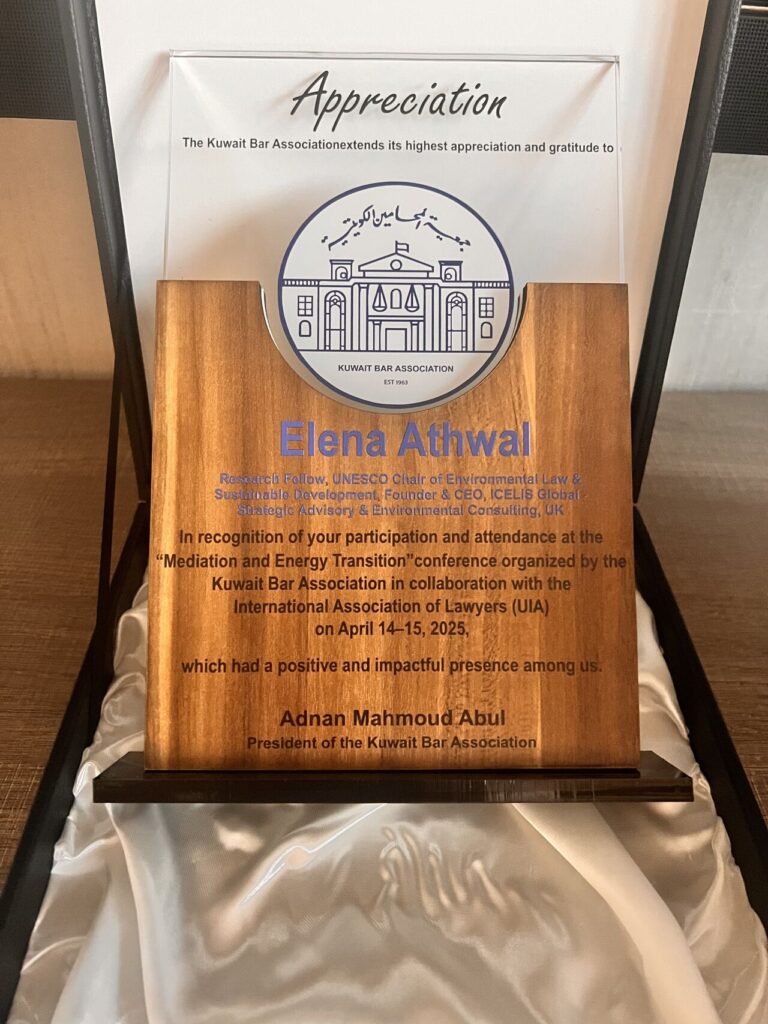 Appreciation
The Kuwait Bar Associationextends its highest appreciation and gratitude to
جمعية المحامين الكويتية
KUWAIT BAR ASSOCIATION
EST 1963
Elena Athwal
Research Fellow, UNESCO Chair of Environmental Law &
Sustainable Development, Founder & CEO, ICELIS Global
Strategic Advisory & Environmental Consulting, UK
In recognition of your participation and attendance at the
“Mediation and Energy Transition”conference organized by the
Kuwait Bar Association in collaboration with the
International Association of Lawyers (UIA)
on April 14–15, 2025,
which had a positive and impactful presence among us.
Adnan Mahmoud Abul
President of the Kuwait Bar Association